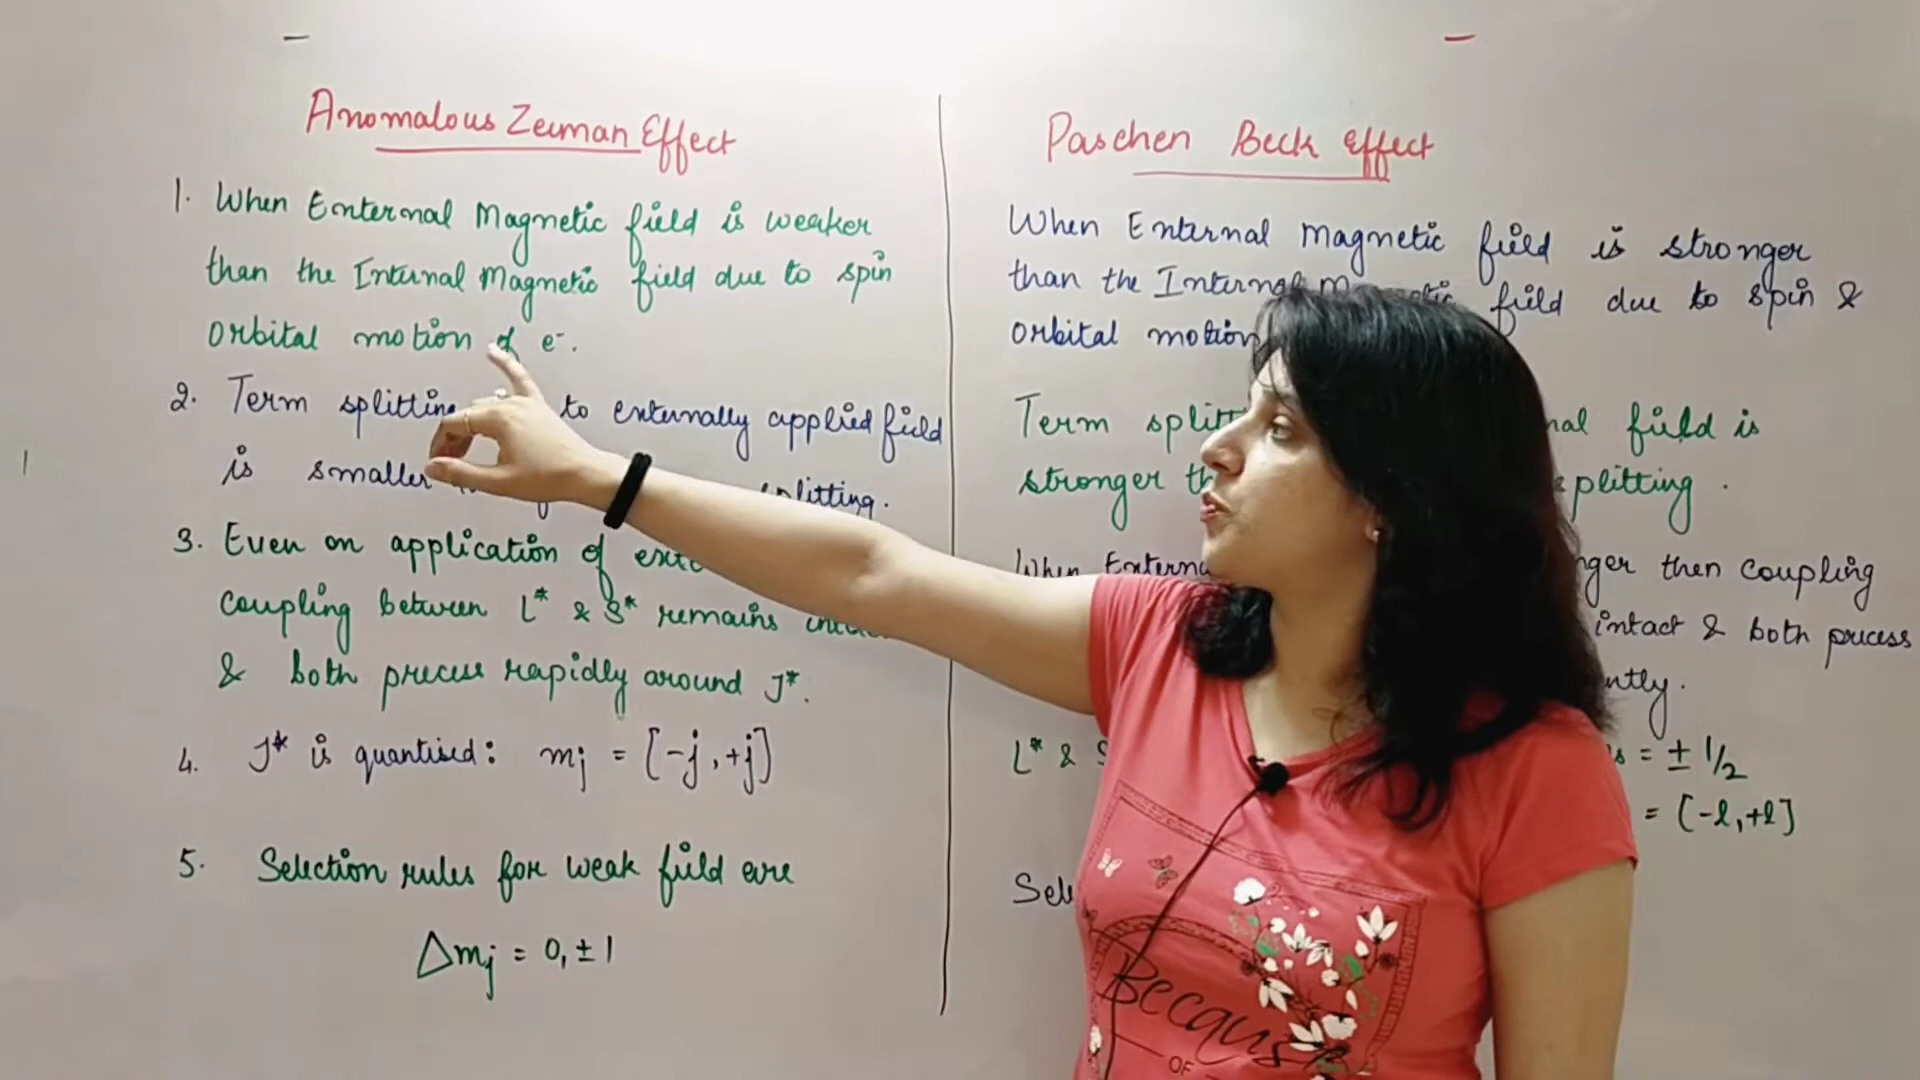 Anomalous Zeeman Effect
1. When External Magnetic field is weaker
than the Internal Magnetic field due to spin
orbital motion of e⁻.
2. Term splitting to externally applied field
is smaller splitting.
3. Even on application of
coupling between L* & S* remains
& both precess rapidly around J*.
4. J* is quantised: mj = [-j, +j]
5. Selection rules for weak field are
Δmj = 0, ± 1
Paschen Back effect
When External magnetic field is stronger
than the Internal field due to spin &
orbital motion
Term field is
stronger splitting.
When External then coupling
intact & both precess
L* & = ± 1/2
= [-l, +l]
Because
OF